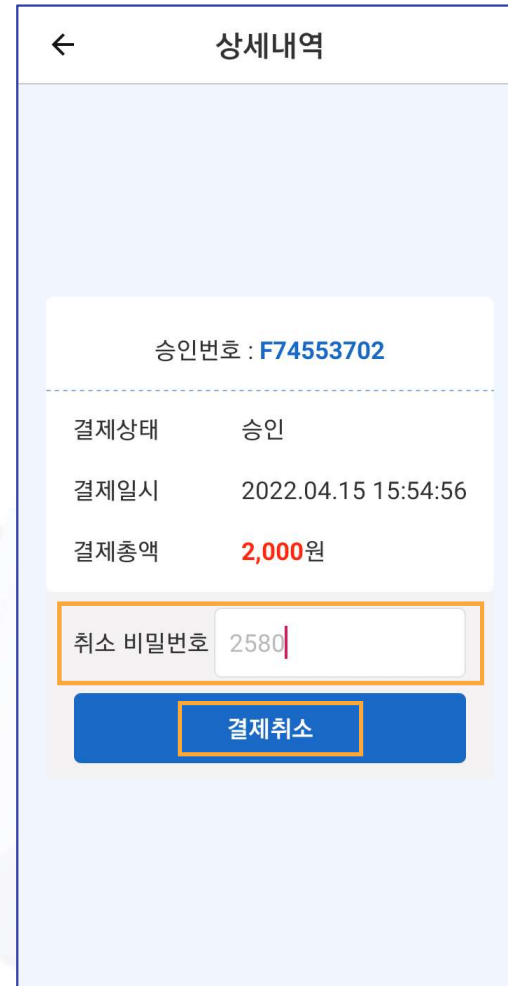 상세내역
승인번호 : F74553702
결제상태 승인
결제일시 2022.04.15 15:54:56
결제총액 2,000원
취소 비밀번호 2580
결제취소